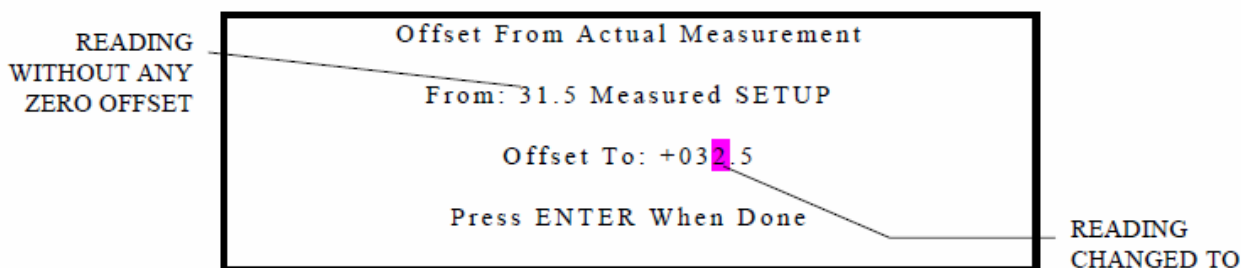 READING
WITHOUT ANY
ZERO OFFSET
Offset From Actual Measurement
From: 31.5 Measured SETUP
Offset To: +032.5
Press ENTER When Done
READING
CHANGED TO